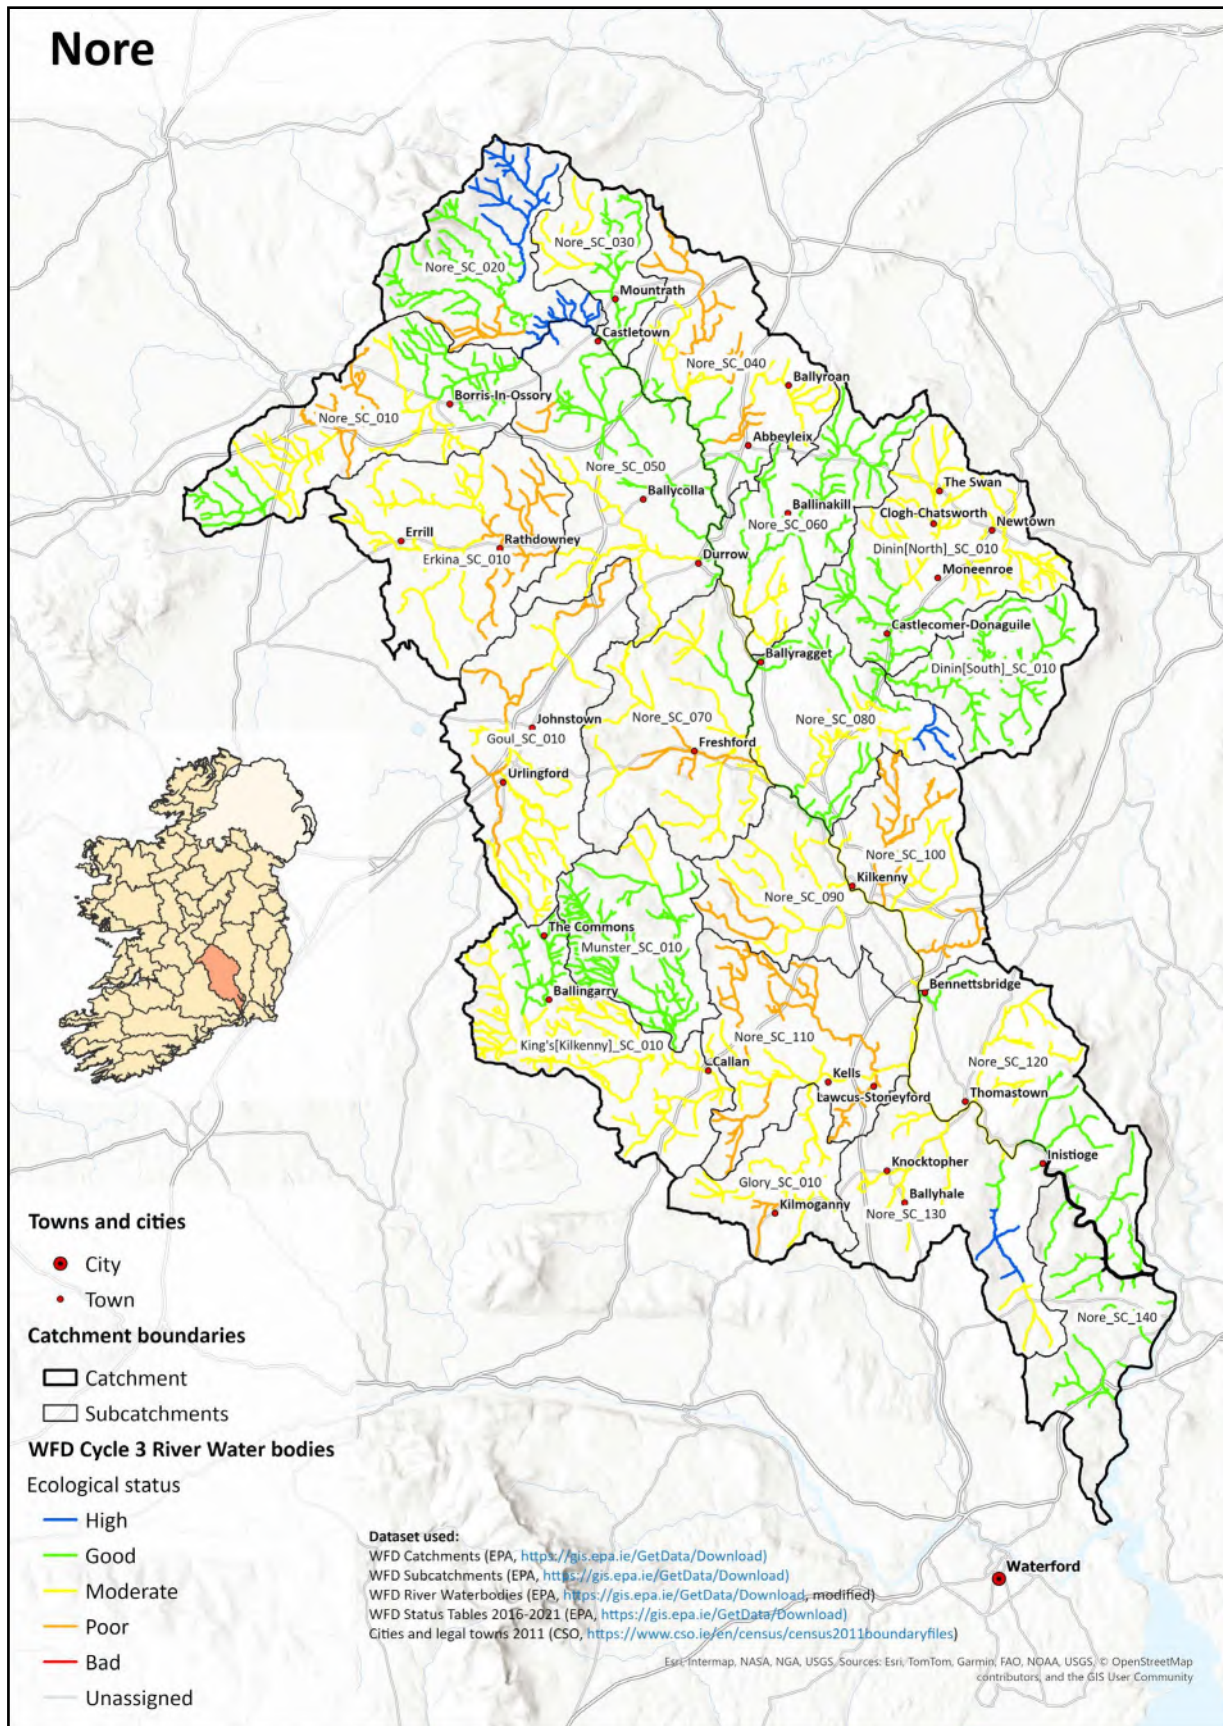 Nore
Nore_SC_030
Nore_SC_020
Mountrath
Castletown
Nore_SC_040
Ballyroan
Borris-In-Ossory
Nore_SC_010
Abbeyleix
Nore_SC_050
The Swan
Ballycolla
Ballinakill
Clogh-Chatsworth
Newtown
Nore_SC_060
Errill
Rathdowney
Dinin[North]_SC_010
Erkina_SC_010
Durrow
Moneenroe
Castlecomer-Donaguile
Ballyragget
Dinin[South]_SC_010
Johnstown
Nore_SC_070
Nore_SC_080
Goul_SC_010
Freshford
Urlingford
Nore_SC_100
Kilkenny
Nore_SC_090
The Commons
Munster_SC_010
Ballingarry
Bennettsbridge
King's[Kilkenny]_SC_010
Nore_SC_110
Nore_SC_120
Callan
Kells
Lawcus-Stoneyford
Thomastown
Inistioge
Knocktopher
Glory_SC_010
Ballyhale
Kilmoganny
Nore_SC_130
Nore_SC_140
Towns and cities
City
Town
Catchment boundaries
Catchment
Subcatchments
WFD Cycle 3 River Water bodies
Ecological status
High
Good
Moderate
Poor
Bad
Unassigned
Dataset used:
WFD Catchments (EPA, https://gis.epa.ie/GetData/Download)
WFD Subcatchments (EPA, https://gis.epa.ie/GetData/Download)
WFD River Waterbodies (EPA, https://gis.epa.ie/GetData/Download, modified)
WFD Status Tables 2016-2021 (EPA, https://gis.epa.ie/GetData/Download)
Cities and legal towns 2011 (CSO, https://www.cso.ie/en/census/census2011boundaryfiles)
Waterford
Esri, Intermap, NASA, NGA, USGS, Sources: Esri, TomTom, Garmin, FAO, NOAA, USGS, © OpenStreetMap
contributors, and the GIS User Community